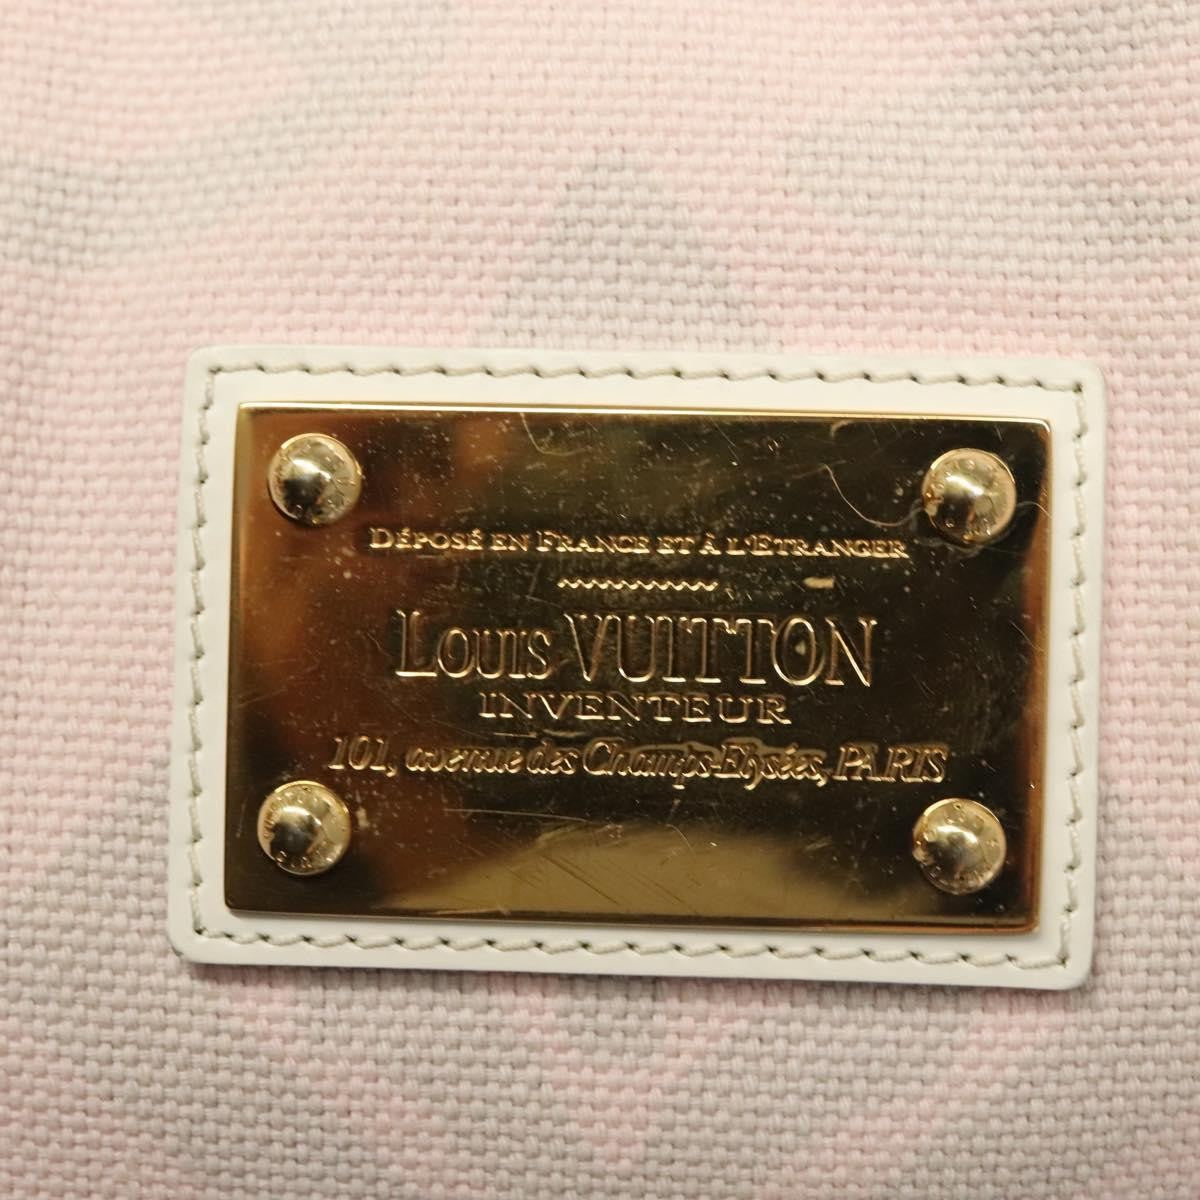 DÉPOSÉ EN FRANCE ET À L'ETRANGER
LOUIS VUITTON
INVENTEUR
101, avenue des Champs-Elysées, PARIS